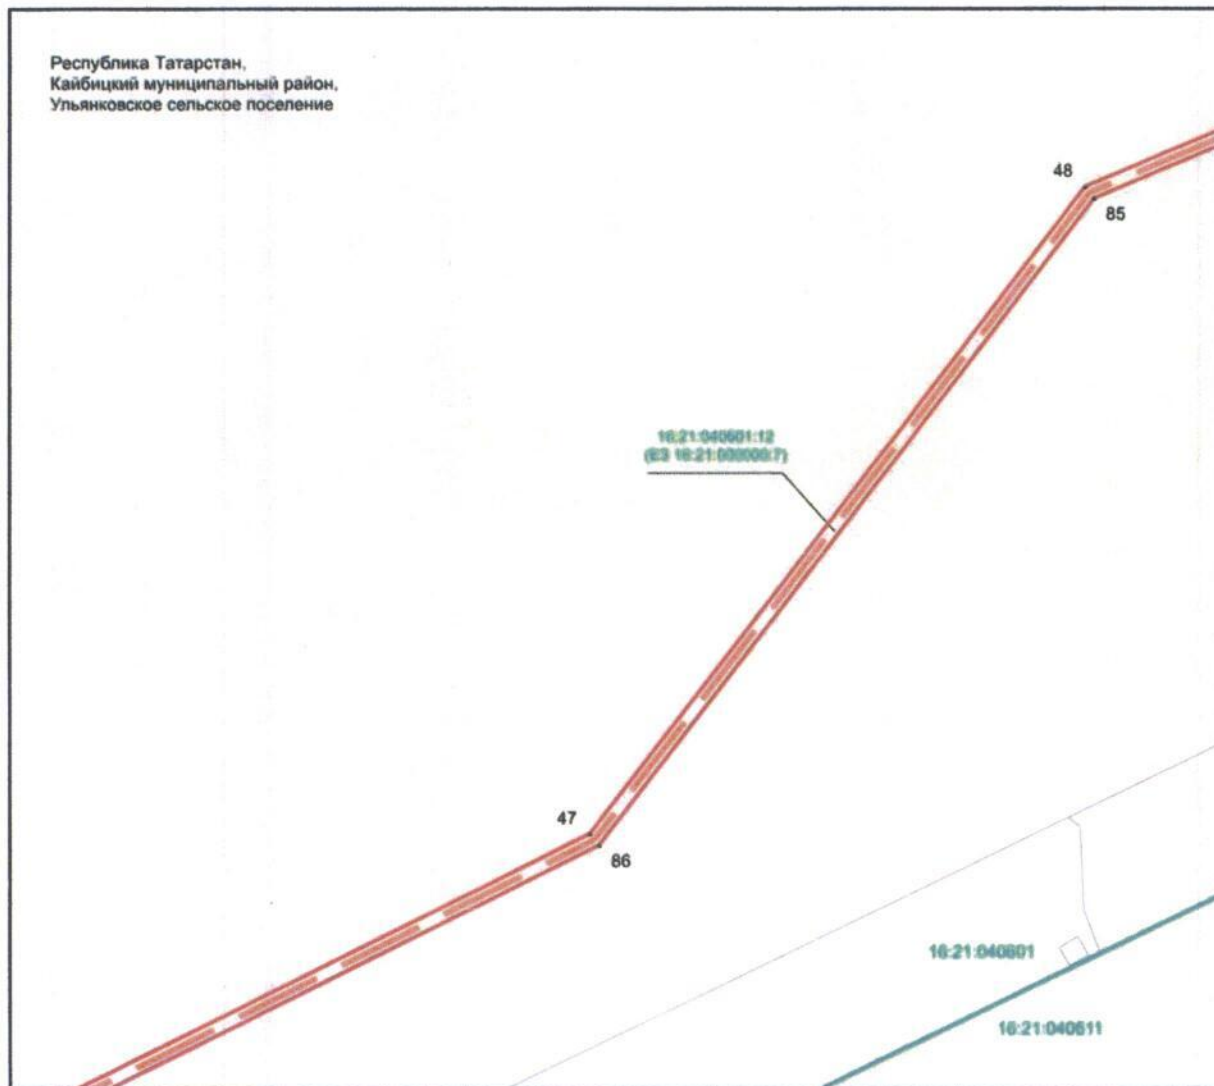 Республика Татарстан,
Кайбицкий муниципальный район,
Ульянковское сельское поселение
48
85
16:21:040601:12
(ЕЗ 16:21:000000:7)
47
86
16:21:040601
16:21:040611